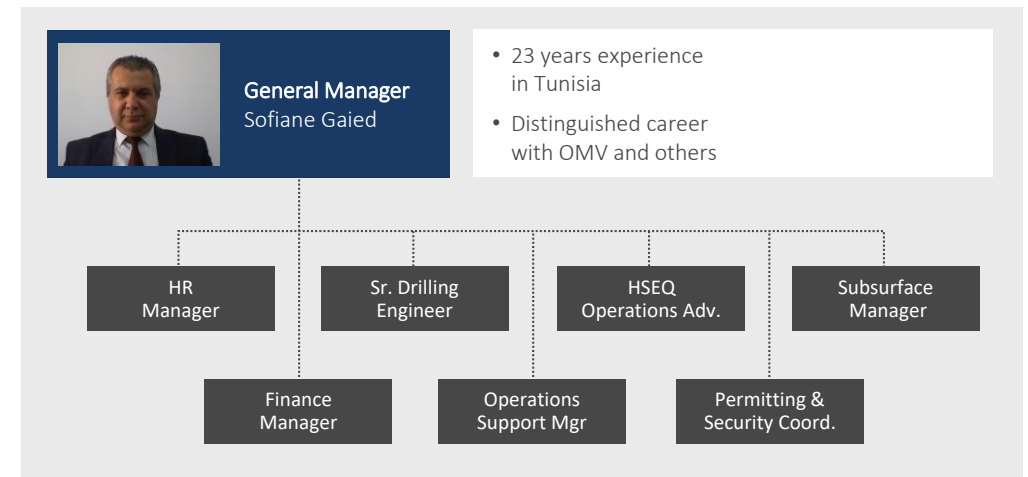 General Manager
Sofiane Gaied
• 23 years experience
in Tunisia
• Distinguished career
with OMV and others
HR
Manager
Sr. Drilling
Engineer
HSEQ
Operations Adv.
Subsurface
Manager
Finance
Manager
Operations
Support Mgr
Permitting &
Security Coord.